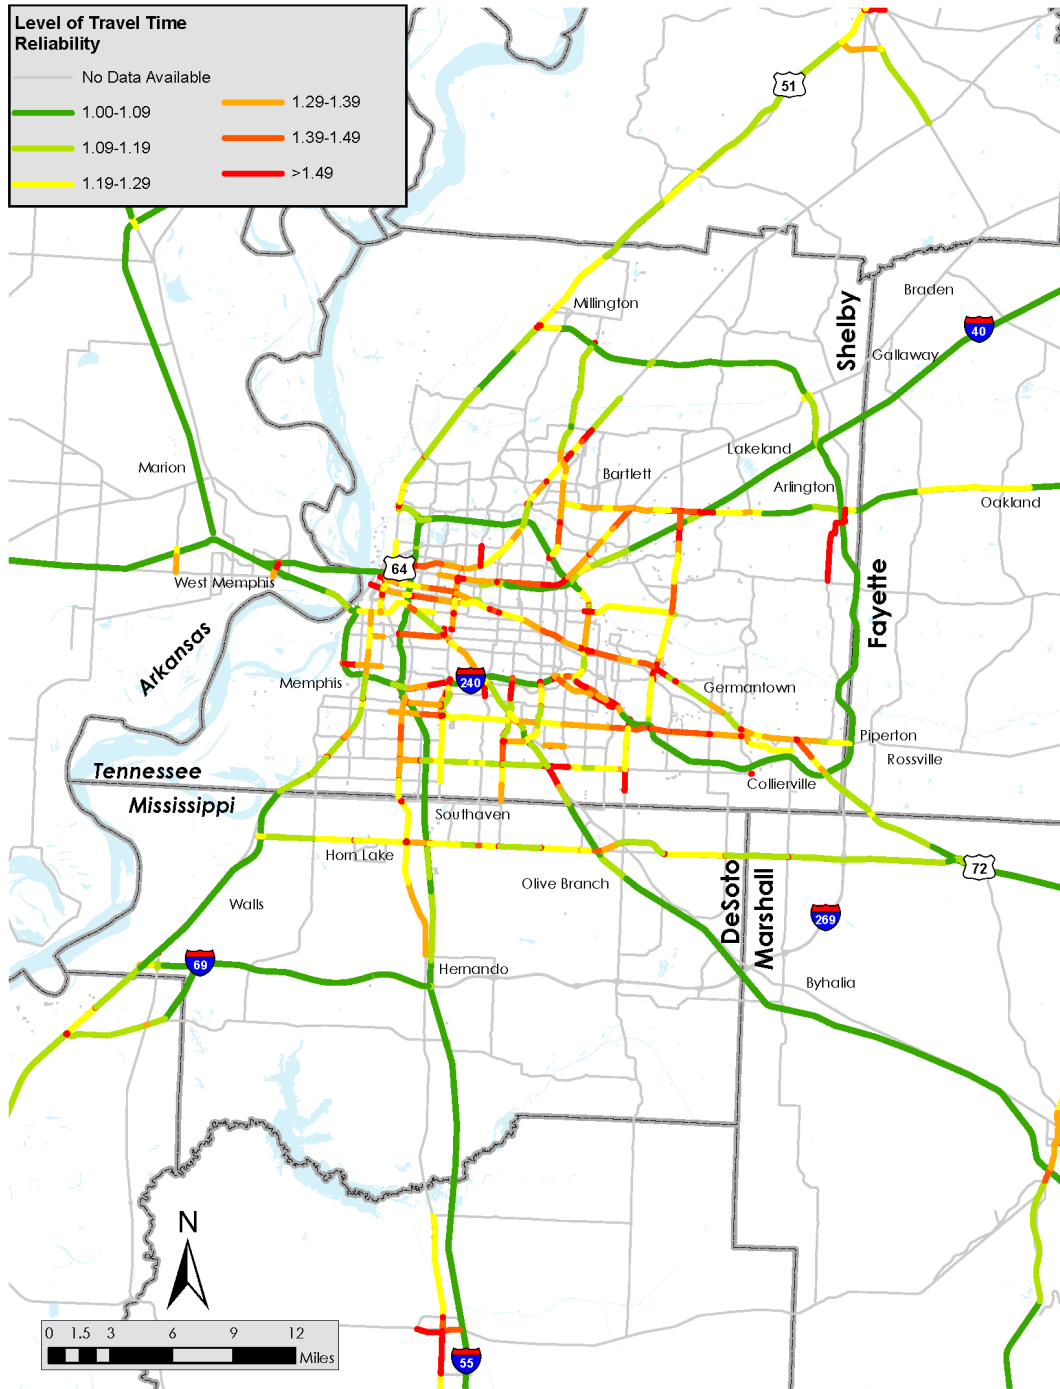 Level of Travel Time
Reliability
No Data Available
1.00-1.09
1.09-1.19
1.19-1.29
1.29-1.39
1.39-1.49
>1.49
51
Millington
Shelby
Braden
40
Gallaway
Marion
Bartlett
Lakeland
Arlington
Oakland
64
West Memphis
Fayette
Arkansas
Memphis
240
Germantown
Piperton
Rossville
Tennessee
Mississippi
Collierville
Southaven
Horn Lake
Olive Branch
72
DeSoto
Marshall
Walls
269
69
Hernando
Byhalia
N
0 1.5 3 6 9 12
Miles
55